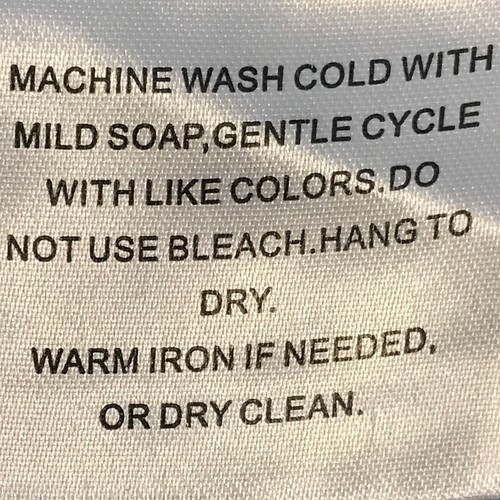 MACHINE WASH COLD WITH
MILD SOAP,GENTLE CYCLE
WITH LIKE COLORS.DO
NOT USE BLEACH.HANG TO
DRY.
WARM IRON IF NEEDED,
OR DRY CLEAN.